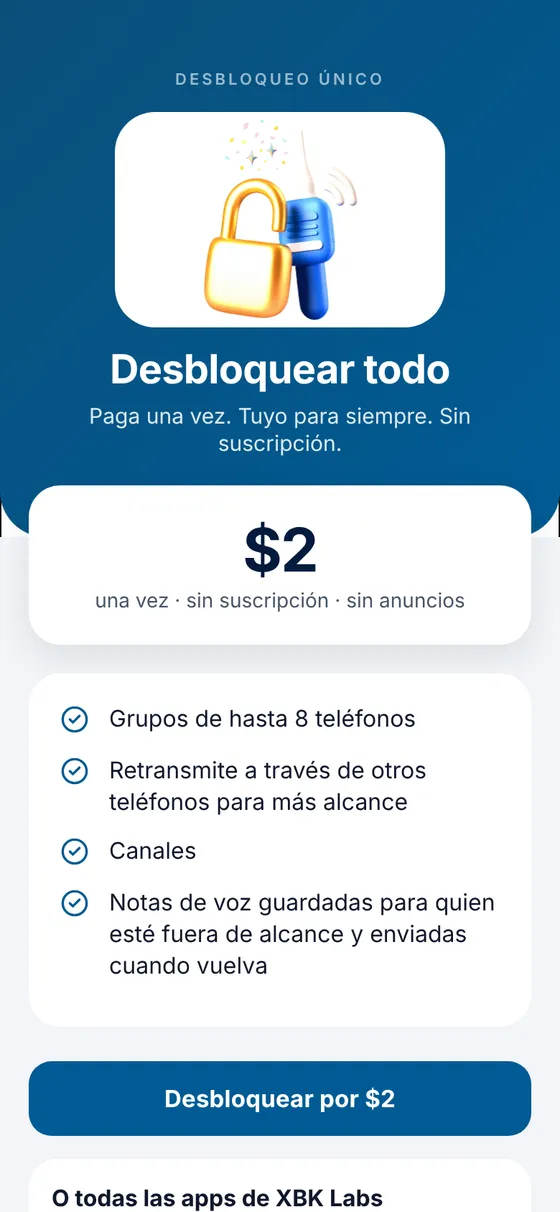 DESBLOQUEO ÚNICO
Desbloquear todo
Paga una vez. Tuyo para siempre. Sin
suscripción.
$2
una vez · sin suscripción · sin anuncios
Grupos de hasta 8 teléfonos
Retransmite a través de otros
teléfonos para más alcance
Canales
Notas de voz guardadas para quien
esté fuera de alcance y enviadas
cuando vuelva
Desbloquear por $2
O todas las apps de XBK Labs